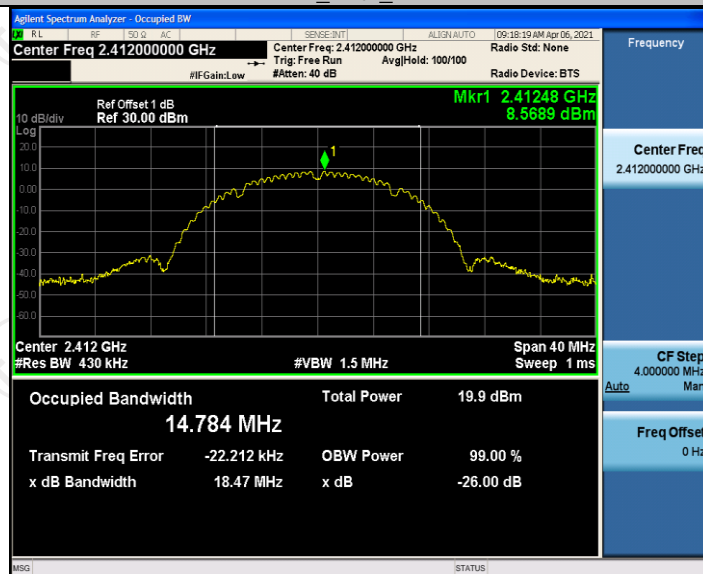 Agilent Spectrum Analyzer - Occupied BW
RL RF 50 Ω AC SENSE:INT ALIGN AUTO 09:18:19 AM Apr 06, 2021
Center Freq 2.412000000 GHz
Center Freq: 2.412000000 GHz
Radio Std: None
Trig: Free Run Avg|Hold: 100/100
#IFGain:Low #Atten: 40 dB
Radio Device: BTS
Frequency
Ref Offset 1 dB
10 dB/div Ref 30.00 dBm
Mkr1 2.41248 GHz
8.5689 dBm
Log
20.0
10.0
0.00
-10.0
-20.0
-30.0
-40.0
-50.0
-60.0
1
Center Freq
2.412000000 GHz
Center 2.412 GHz Span 40 MHz
#Res BW 430 kHz #VBW 1.5 MHz Sweep 1 ms
CF Step
4.000000 MHz
Auto Man
Occupied Bandwidth Total Power 19.9 dBm
14.784 MHz
Transmit Freq Error -22.212 kHz OBW Power 99.00 %
x dB Bandwidth 18.47 MHz x dB -26.00 dB
Freq Offset
0 Hz
MSG STATUS